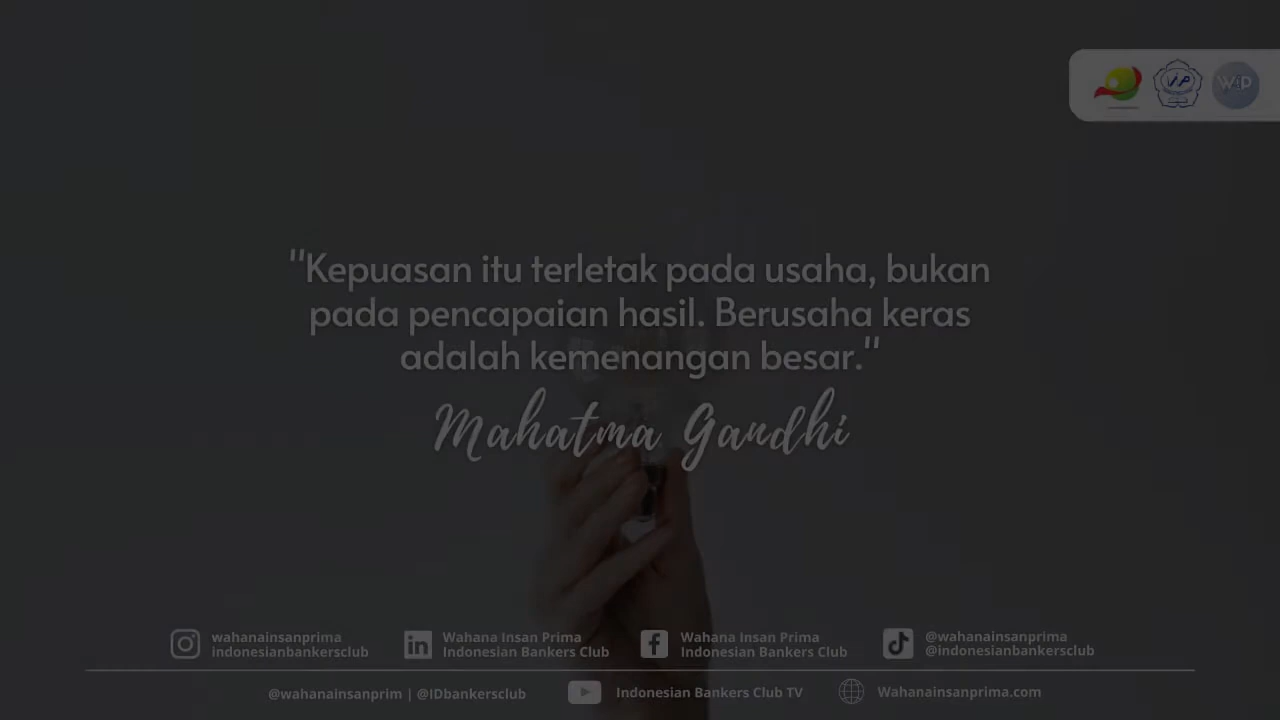 WIP
"Kepuasan itu terletak pada usaha, bukan
pada pencapaian hasil. Berusaha keras
adalah kemenangan besar."
Mahatma Gandhi
wahanainsanprima
indonesianbankersclub
Wahana Insan Prima
Indonesian Bankers Club
Wahana Insan Prima
Indonesian Bankers Club
@wahanainsanprima
@indonesianbankersclub
@wahanainsanprim | @IDbankersclub
Indonesian Bankers Club TV
Wahanainsanprima.com